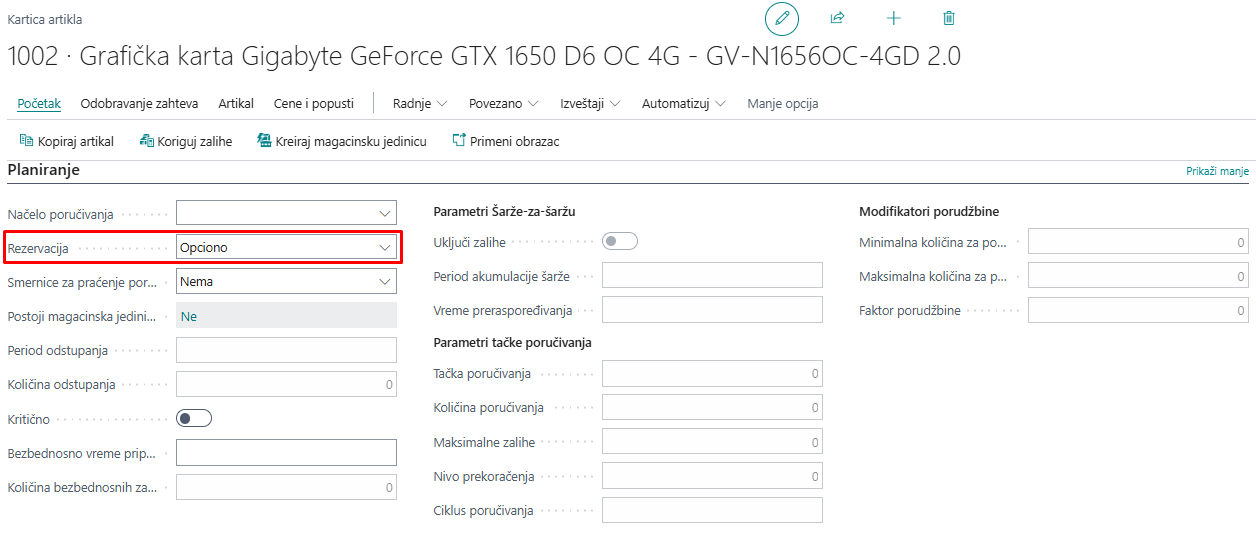 Kartica artikla
1002 · Grafička karta Gigabyte GeForce GTX 1650 D6 OC 4G - GV-N1656OC-4GD 2.0
Početak Odobravanje zahteva Artikal Cene i popusti Radnje Povezano Izveštaji Automatizuj Manje opcija
Kopiraj artikal Koriguj zalihe Kreiraj magacinsku jedinicu Primeni obrazac
Planiranje Prikaži manje
Načelo poručivanja
Rezervacija Opciono
Smernice za praćenje por... Nema
Postoji magacinska jedini... Ne
Period odstupanja
Količina odstupanja 0
Kritično
Bezbednosno vreme prip...
Količina bezbednosnih za... 0
Parametri Šarže-za-šaržu
Uključi zalihe
Period akumulacije šarže
Vreme preraspoređivanja
Parametri tačke poručivanja
Tačka poručivanja 0
Količina poručivanja 0
Maksimalne zalihe 0
Nivo prekoračenja 0
Ciklus poručivanja
Modifikatori porudžbine
Minimalna količina za po... 0
Maksimalna količina za p... 0
Faktor porudžbine 0